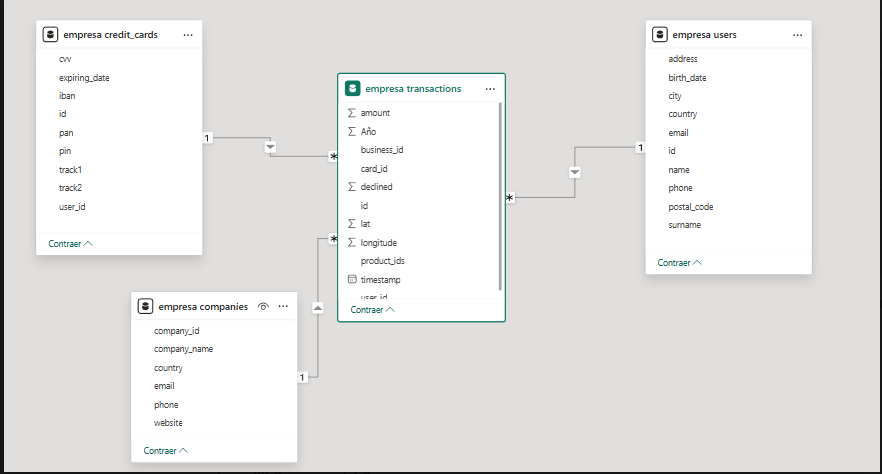 empresa credit_cards ...
cvv
expiring_date
iban
id
pan
pin
track1
track2
user_id
Contraer
1
*
empresa transactions ...
amount
Año
business_id
card_id
declined
id
lat
longitude
product_ids
timestamp
user_id
Contraer
*
*
1
empresa users ...
address
birth_date
city
country
email
id
name
phone
postal_code
surname
Contraer
empresa companies ...
company_id
company_name
country
email
phone
website
Contraer
1